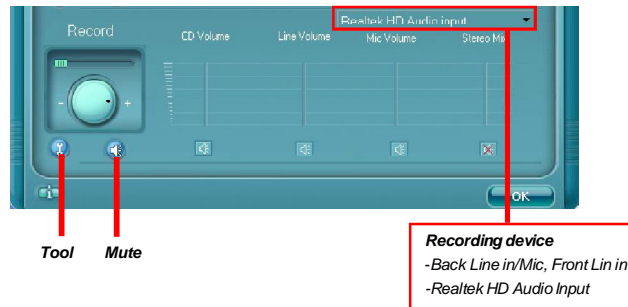 Realtek HD Audio input
Record
CD Volume
Line Volume
Mic Volume
Stereo Mix
- +
i
OK
Tool
Mute
Recording device
-Back Line in/Mic, Front Lin in
-Realtek HD Audio Input